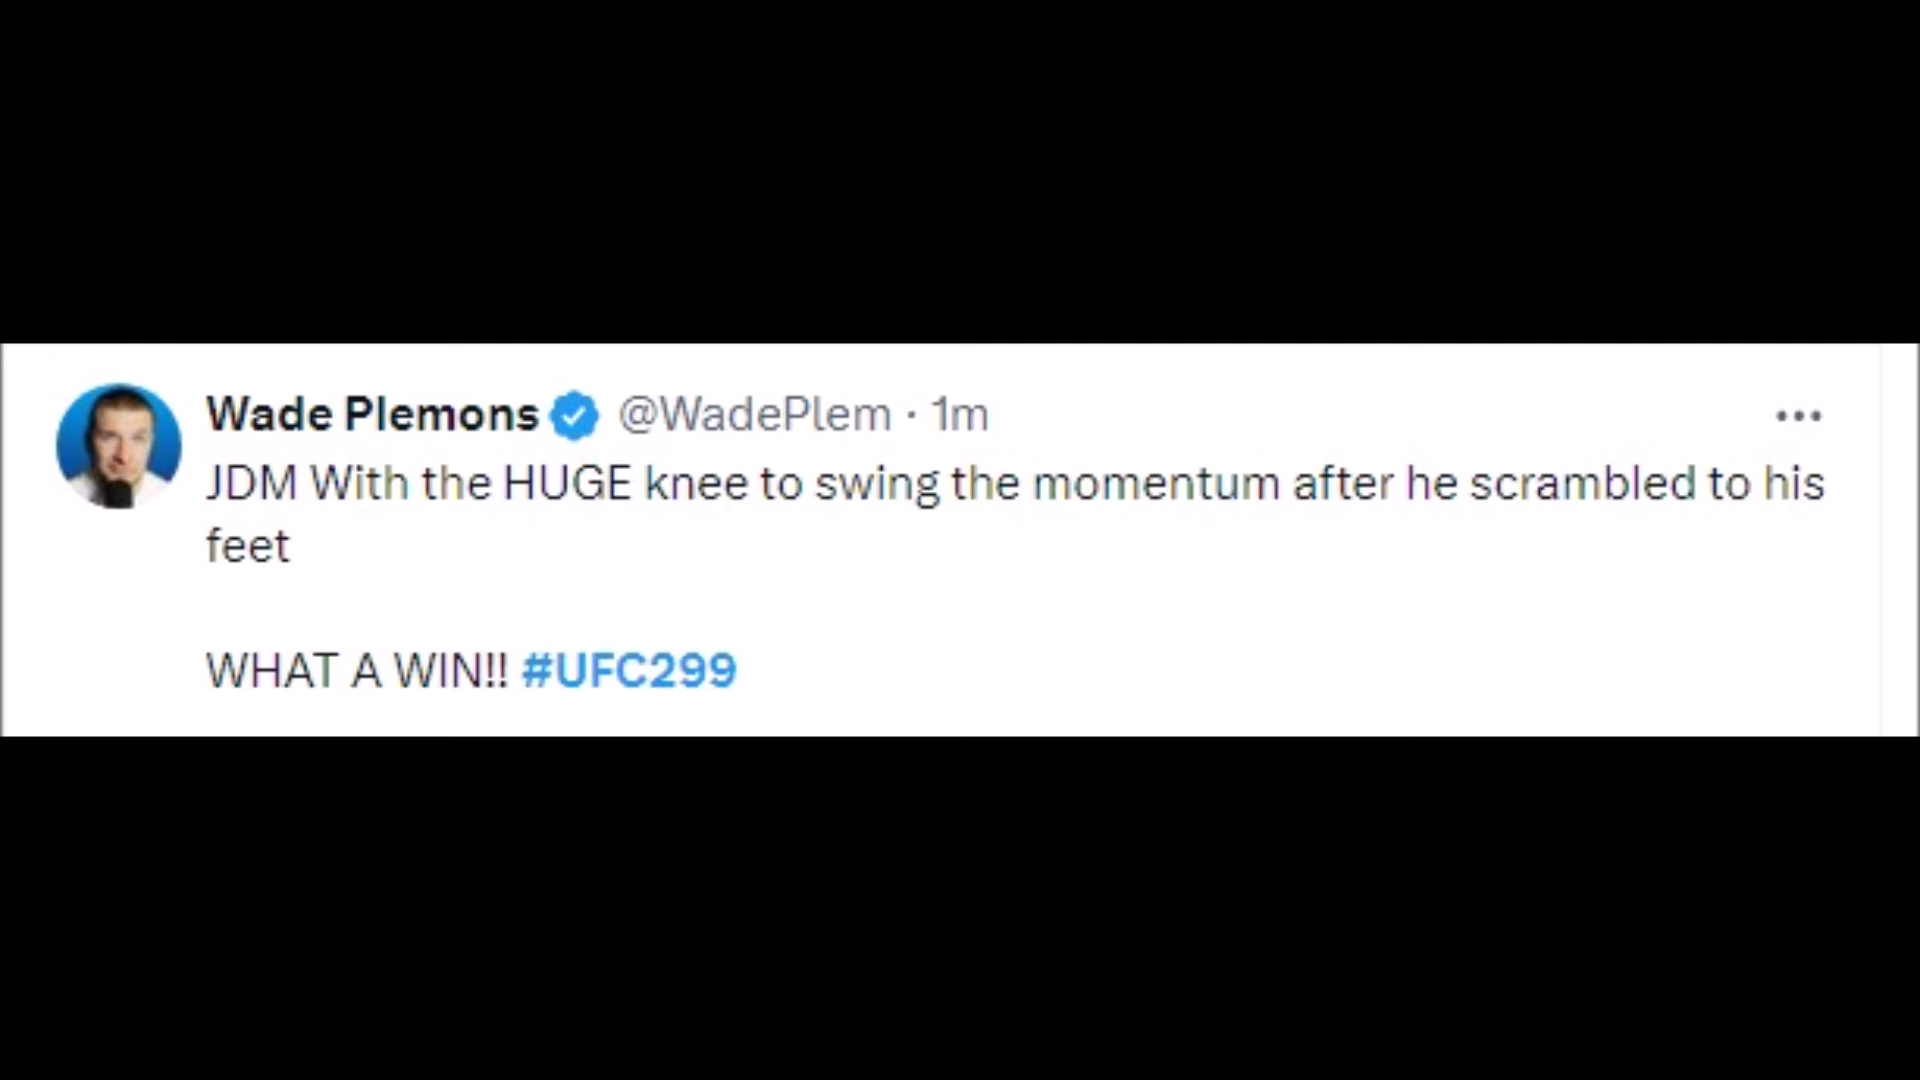 Wade Plemons @WadePlem · 1m
JDM With the HUGE knee to swing the momentum after he scrambled to his
feet
WHAT A WIN!! #UFC299